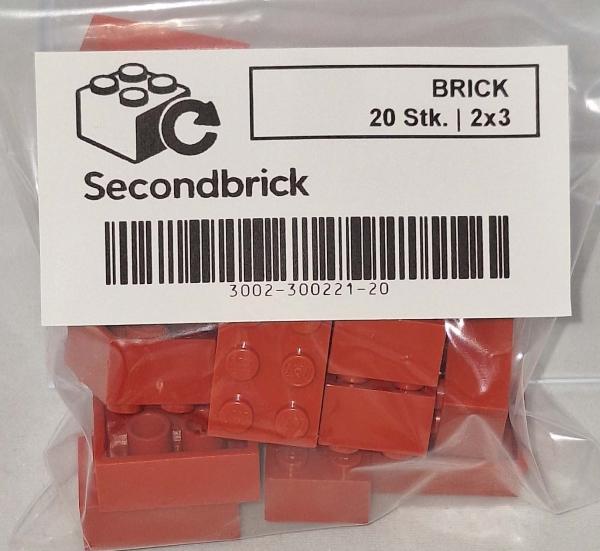 BRICK
20 Stk. | 2x3
Secondbrick
3002-300221-20